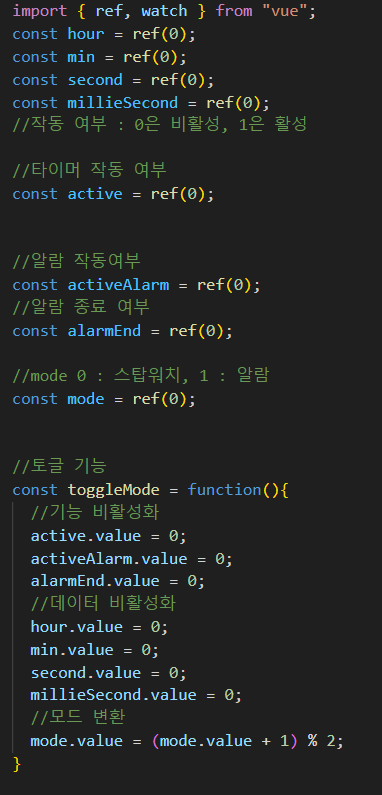 import { ref, watch } from "vue";
const hour = ref(0);
const min = ref(0);
const second = ref(0);
const millieSecond = ref(0);
//작동 여부 : 0은 비활성, 1은 활성
//타이머 작동 여부
const active = ref(0);
//알람 작동여부
const activeAlarm = ref(0);
//알람 종료 여부
const alarmEnd = ref(0);
//mode 0 : 스탑워치, 1 : 알람
const mode = ref(0);
//토글 기능
const toggleMode = function(){
  //기능 비활성화
  active.value = 0;
  activeAlarm.value = 0;
  alarmEnd.value = 0;
  //데이터 비활성화
  hour.value = 0;
  min.value = 0;
  second.value = 0;
  millieSecond.value = 0;
  //모드 변환
  mode.value = (mode.value + 1) % 2;
}